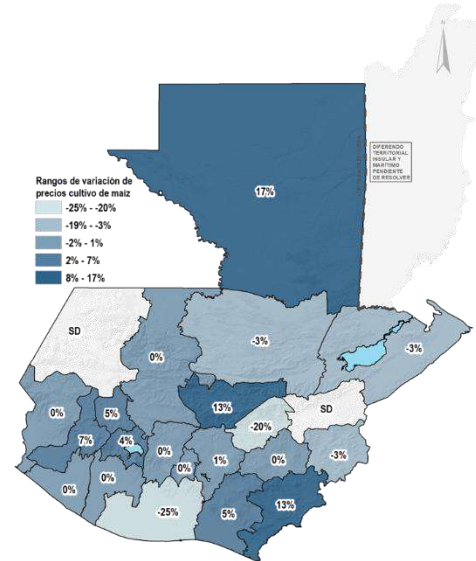 N
DIFERENDO
TERRITORIAL
INSULAR Y
MARÍTIMO
PENDIENTE
DE RESOLVER
17%
Rangos de variación de
precios cultivo de maíz
-25% - -20%
-19% - -3%
-2% - 1%
2% - 7%
8% - 17%
SD
0%
-3%
-3%
0%
5%
13%
SD
7%
4%
-20%
0%
0%
1%
0%
-3%
0%
0%
-25%
5%
13%